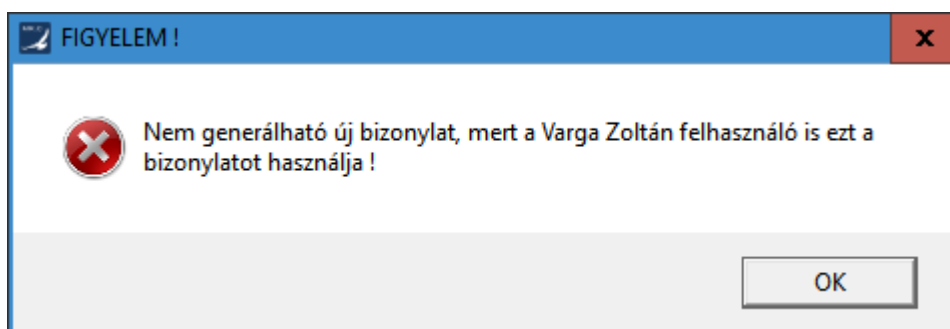 FIGYELEM !
Nem generálható új bizonylat, mert a Varga Zoltán felhasználó is ezt a
bizonylatot használja !
OK